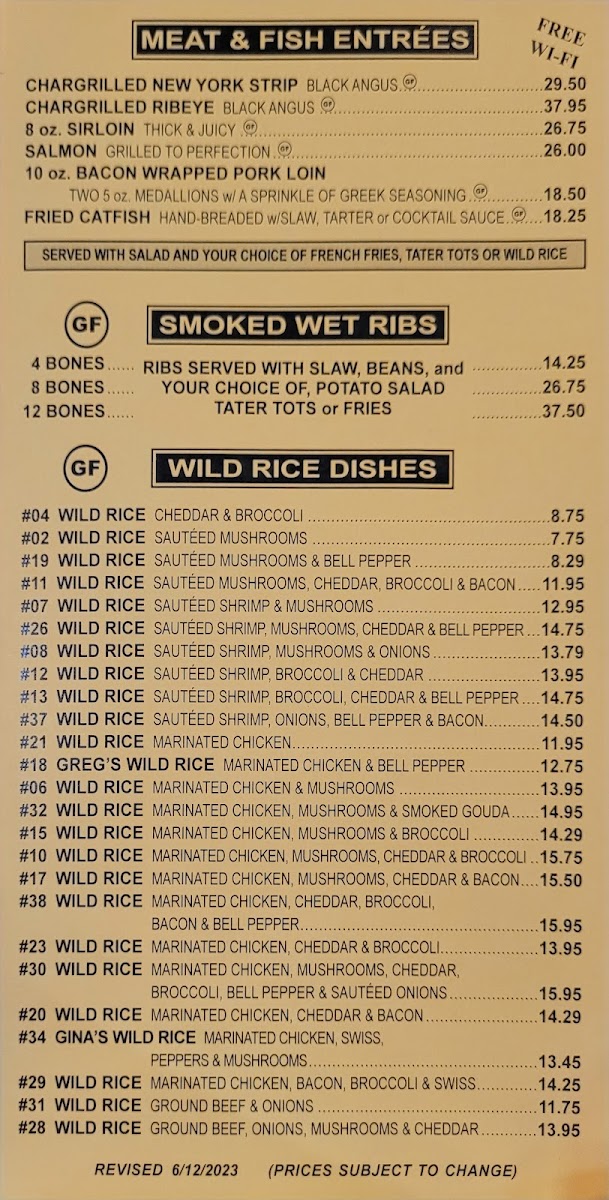 MEAT & FISH ENTRÉES
FREE
WI-FI
CHARGRILLED NEW YORK STRIP BLACK ANGUS GF 29.50
CHARGRILLED RIBEYE BLACK ANGUS GF 37.95
8 oz. SIRLOIN THICK & JUICY GF 26.75
SALMON GRILLED TO PERFECTION GF 26.00
10 oz. BACON WRAPPED PORK LOIN
TWO 5 oz. MEDALLIONS w/ A SPRINKLE OF GREEK SEASONING GF 18.50
FRIED CATFISH HAND-BREADED w/SLAW, TARTER or COCKTAIL SAUCE GF 18.25
SERVED WITH SALAD AND YOUR CHOICE OF FRENCH FRIES, TATER TOTS OR WILD RICE
GF SMOKED WET RIBS
4 BONES...... RIBS SERVED WITH SLAW, BEANS, and 14.25
8 BONES...... YOUR CHOICE OF, POTATO SALAD 26.75
12 BONES...... TATER TOTS or FRIES 37.50
GF WILD RICE DISHES
#04 WILD RICE CHEDDAR & BROCCOLI 8.75
#02 WILD RICE SAUTÉED MUSHROOMS 7.75
#19 WILD RICE SAUTÉED MUSHROOMS & BELL PEPPER 8.29
#11 WILD RICE SAUTÉED MUSHROOMS, CHEDDAR, BROCCOLI & BACON 11.95
#07 WILD RICE SAUTÉED SHRIMP & MUSHROOMS 12.95
#26 WILD RICE SAUTÉED SHRIMP, MUSHROOMS, CHEDDAR & BELL PEPPER 14.75
#08 WILD RICE SAUTÉED SHRIMP, MUSHROOMS & ONIONS 13.79
#12 WILD RICE SAUTÉED SHRIMP, BROCCOLI & CHEDDAR 13.95
#13 WILD RICE SAUTÉED SHRIMP, BROCCOLI, CHEDDAR & BELL PEPPER 14.75
#37 WILD RICE SAUTÉED SHRIMP, ONIONS, BELL PEPPER & BACON 14.50
#21 WILD RICE MARINATED CHICKEN 11.95
#18 GREG'S WILD RICE MARINATED CHICKEN & BELL PEPPER 12.75
#06 WILD RICE MARINATED CHICKEN & MUSHROOMS 13.95
#32 WILD RICE MARINATED CHICKEN, MUSHROOMS & SMOKED GOUDA 14.95
#15 WILD RICE MARINATED CHICKEN, MUSHROOMS & BROCCOLI 14.29
#10 WILD RICE MARINATED CHICKEN, MUSHROOMS, CHEDDAR & BROCCOLI 15.75
#17 WILD RICE MARINATED CHICKEN, MUSHROOMS, CHEDDAR & BACON 15.50
#38 WILD RICE MARINATED CHICKEN, CHEDDAR, BROCCOLI,
BACON & BELL PEPPER 15.95
#23 WILD RICE MARINATED CHICKEN, CHEDDAR & BROCCOLI 13.95
#30 WILD RICE MARINATED CHICKEN, MUSHROOMS, CHEDDAR,
BROCCOLI, BELL PEPPER & SAUTÉED ONIONS 15.95
#20 WILD RICE MARINATED CHICKEN, CHEDDAR & BACON 14.29
#34 GINA'S WILD RICE MARINATED CHICKEN, SWISS,
PEPPERS & MUSHROOMS 13.45
#29 WILD RICE MARINATED CHICKEN, BACON, BROCCOLI & SWISS 14.25
#31 WILD RICE GROUND BEEF & ONIONS 11.75
#28 WILD RICE GROUND BEEF, ONIONS, MUSHROOMS & CHEDDAR 13.95
REVISED 6/12/2023 (PRICES SUBJECT TO CHANGE)